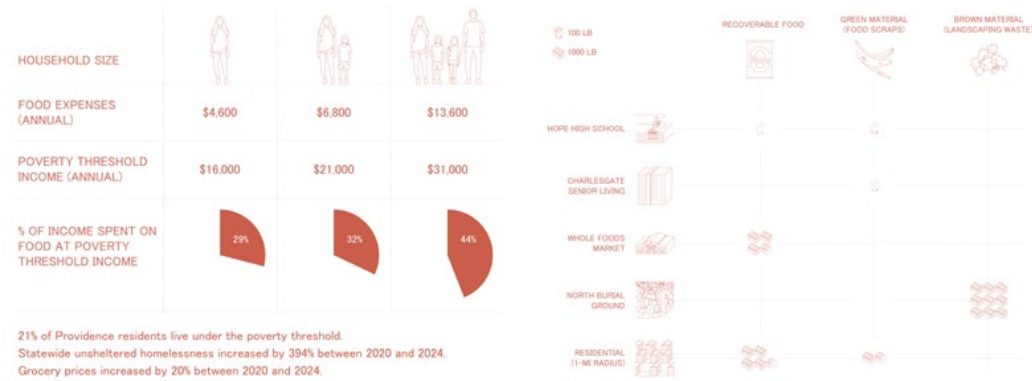 HOUSEHOLD SIZE
FOOD EXPENSES
(ANNUAL)
$4,600
$6,800
$13,600
POVERTY THRESHOLD
INCOME (ANNUAL)
$16,000
$21,000
$31,000
% OF INCOME SPENT ON
FOOD AT POVERTY
THRESHOLD INCOME
29%
32%
44%
21% of Providence residents live under the poverty threshold.
Statewide unsheltered homelessness increased by 394% between 2020 and 2024.
Grocery prices increased by 20% between 2020 and 2024.
100 LB
1000 LB
RECOVERABLE FOOD
GREEN MATERIAL
(FOOD SCRAPS)
BROWN MATERIAL
(LANDSCAPING WASTE)
HOPE HIGH SCHOOL
CHARLESGATE
SENIOR LIVING
WHOLE FOODS
MARKET
NORTH BURIAL
GROUND
RESIDENTIAL
(1-MI RADIUS)